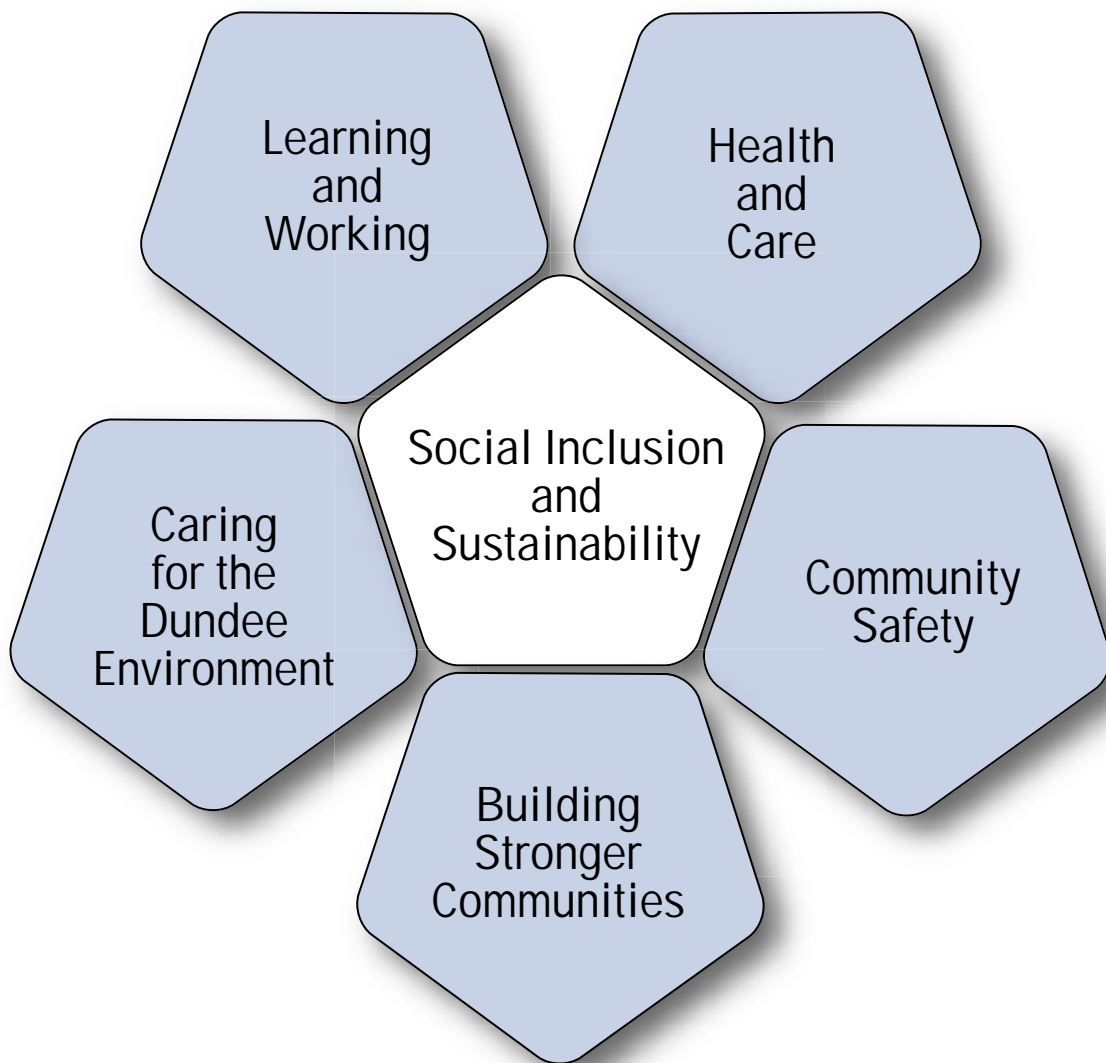 Learning
and
Working
Health
and
Care
Social Inclusion
and
Sustainability
Caring
for the
Dundee
Environment
Community
Safety
Building
Stronger
Communities